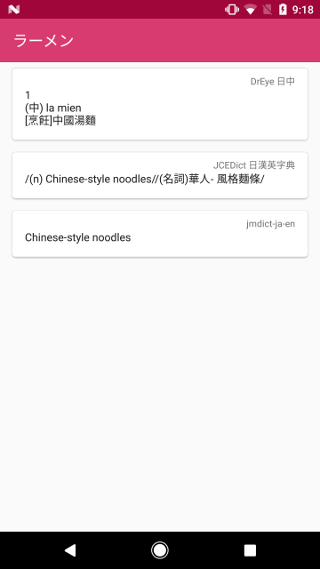 9:18
ラーメン
DrEye 日中
1
(中) la mien
[烹飪]中國湯麵
JCEDict 日漢英字典
/(n) Chinese-style noodles//(名詞)華人- 風格麵條/
jmdict-ja-en
Chinese-style noodles